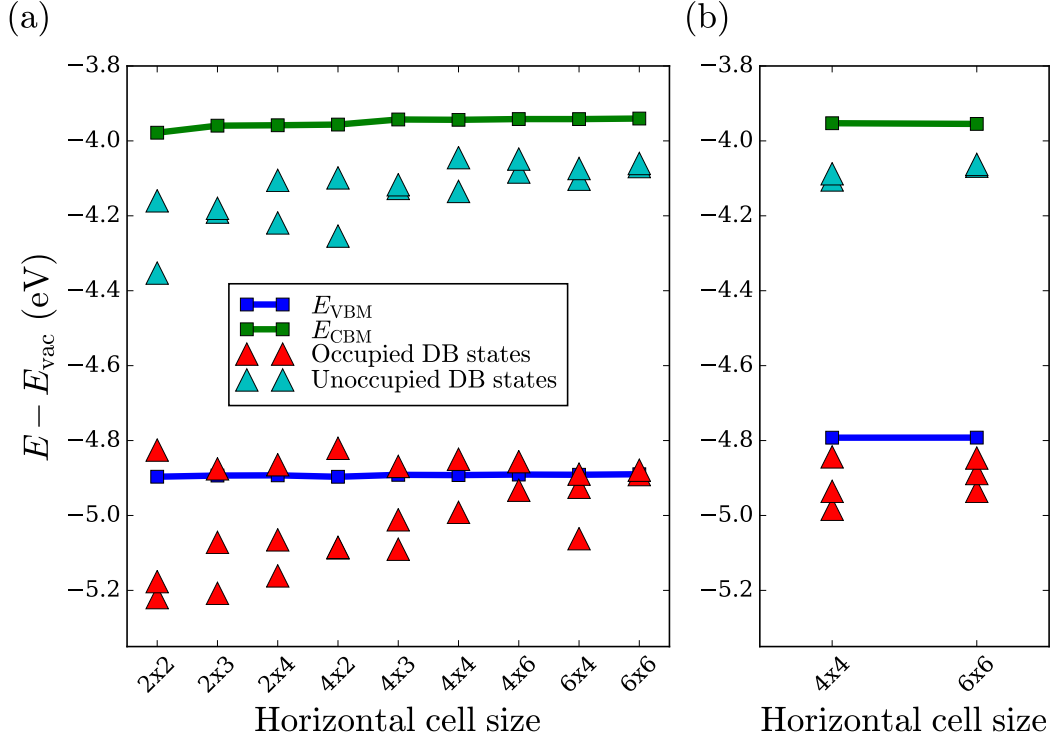 (a)
(b)
−3.8
−4.0
−4.2
−4.4
−4.6
−4.8
−5.0
−5.2
E − E_vac (eV)
E_VBM
E_CBM
Occupied DB states
Unoccupied DB states
2x2 2x3 2x4 4x2 4x3 4x4 4x6 6x4 6x6
Horizontal cell size
−3.8
−4.0
−4.2
−4.4
−4.6
−4.8
−5.0
−5.2
4x4 6x6
Horizontal cell size